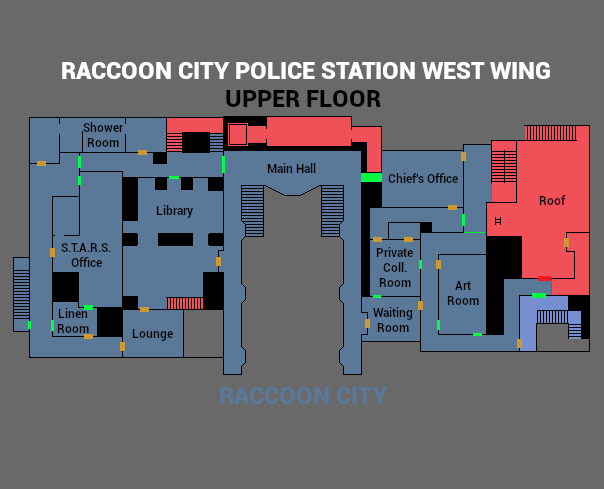 RACCOON CITY POLICE STATION WEST WING
UPPER FLOOR
Shower
Room
Main Hall
Chief's Office
Library
Roof
S.T.A.R.S.
Office
Private
Coll.
Room
Art
Room
Linen
Room
Lounge
Waiting
Room
RACCOON CITY